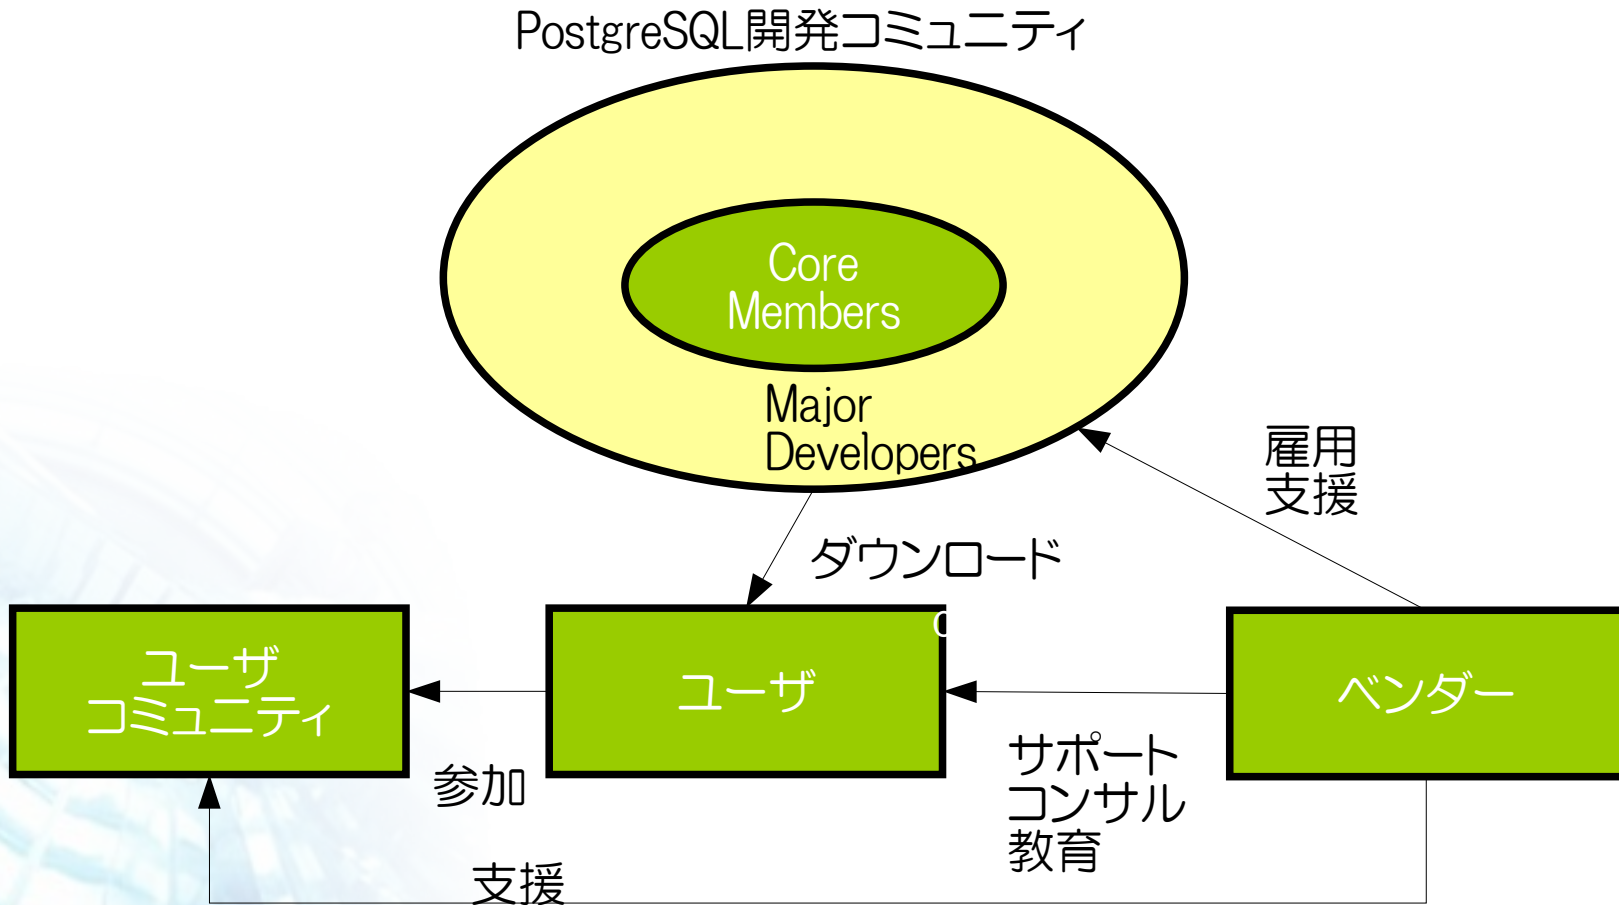 PostgreSQL開発コミュニティ
Core
Members
Major
Developers
雇用
支援
ダウンロード
ユーザ
コミュニティ
ユーザ
ベンダー
参加
サポート
コンサル
教育
支援